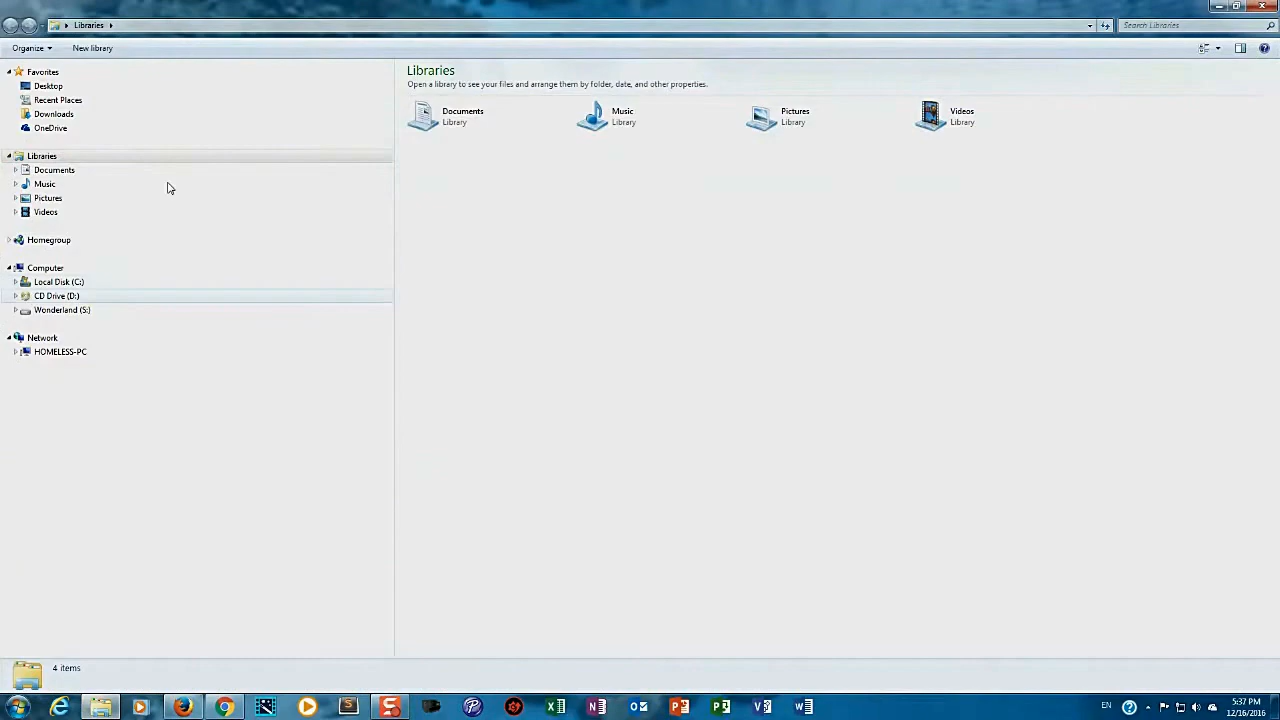 Libraries
Search Libraries
Organize
New library
Favorites
Desktop
Recent Places
Downloads
OneDrive
Libraries
Documents
Music
Pictures
Videos
Homegroup
Computer
Local Disk (C:)
CD Drive (D:)
Wonderland (S:)
Network
HOMELESS-PC
Libraries
Open a library to see your files and arrange them by folder, date, and other properties.
Documents
Library
Music
Library
Pictures
Library
Videos
Library
4 items
EN
5:37 PM
12/16/2016